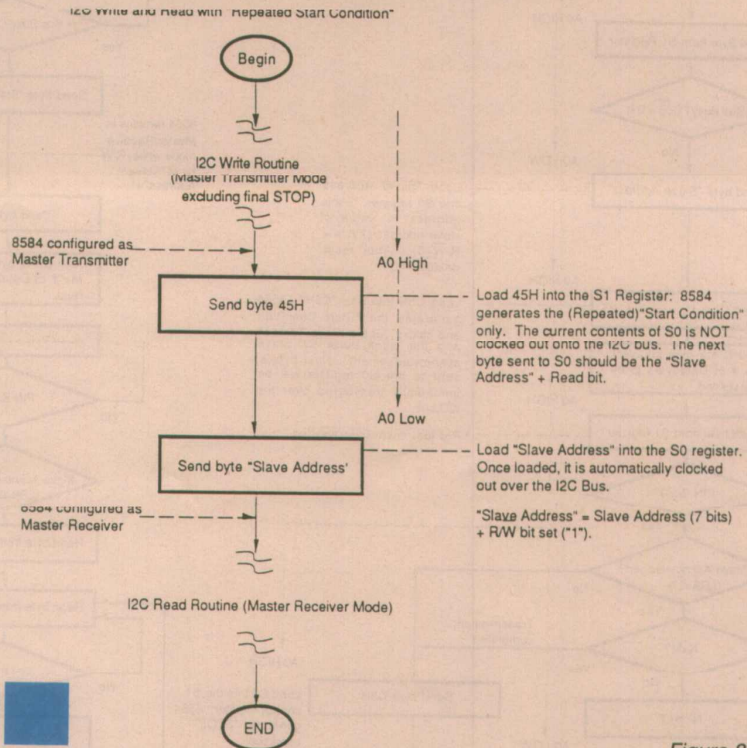 I2C Write and Read with "Repeated Start Condition"
Begin
I2C Write Routine
(Master Transmitter Mode
excluding final STOP)
8584 configured as
Master Transmitter
A0 High
Send byte 45H
Load 45H into the S1 Register: 8584
generates the (Repeated)"Start Condition"
only. The current contents of S0 is NOT
clocked out onto the I2C bus. The next
byte sent to S0 should be the "Slave
Address" + Read bit.
A0 Low
Send byte "Slave Address'
Load "Slave Address" into the S0 register.
Once loaded, it is automatically clocked
out over the I2C Bus.
"Slave Address" = Slave Address (7 bits)
+ R/W bit set ("1").
8584 configured as
Master Receiver
I2C Read Routine (Master Receiver Mode)
END
Figure